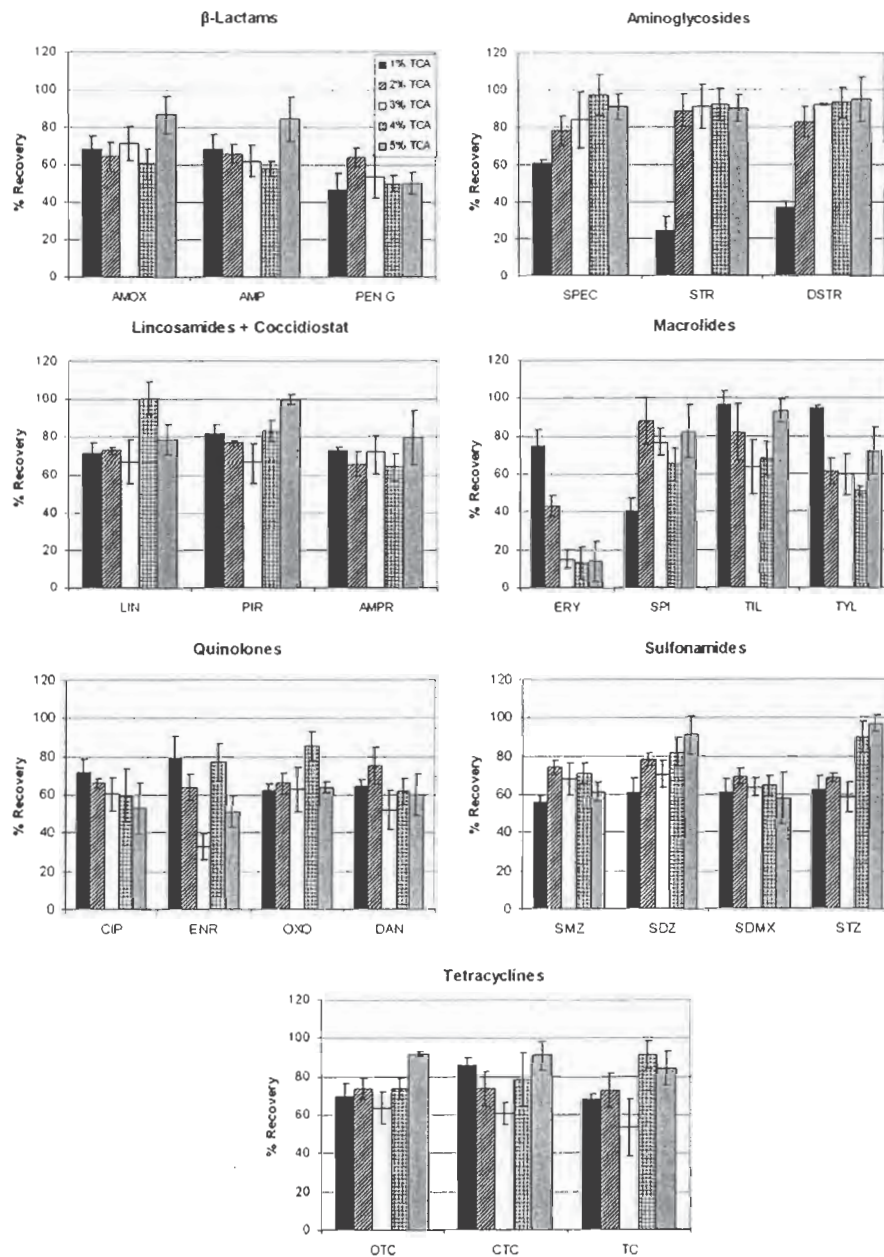 β-Lactams
120
100
80
60
40
20
0
% Recovery
1% TCA
2% TCA
3% TCA
4% TCA
5% TCA
AMOX AMP PEN G
Aminoglycosides
120
100
80
60
40
20
0
% Recovery
SPEC STR DSTR
Lincosamides + Coccidiostat
120
100
80
60
40
20
0
% Recovery
LIN PIR AMPR
Macrolides
120
100
80
60
40
20
0
% Recovery
ERY SPI TIL TYL
Quinolones
120
100
80
60
40
20
0
% Recovery
CIP ENR OXO DAN
Sulfonamides
120
100
80
60
40
20
0
% Recovery
SMZ SDZ SDMX STZ
Tetracyclines
120
100
80
60
40
20
0
% Recovery
OTC CTC TC